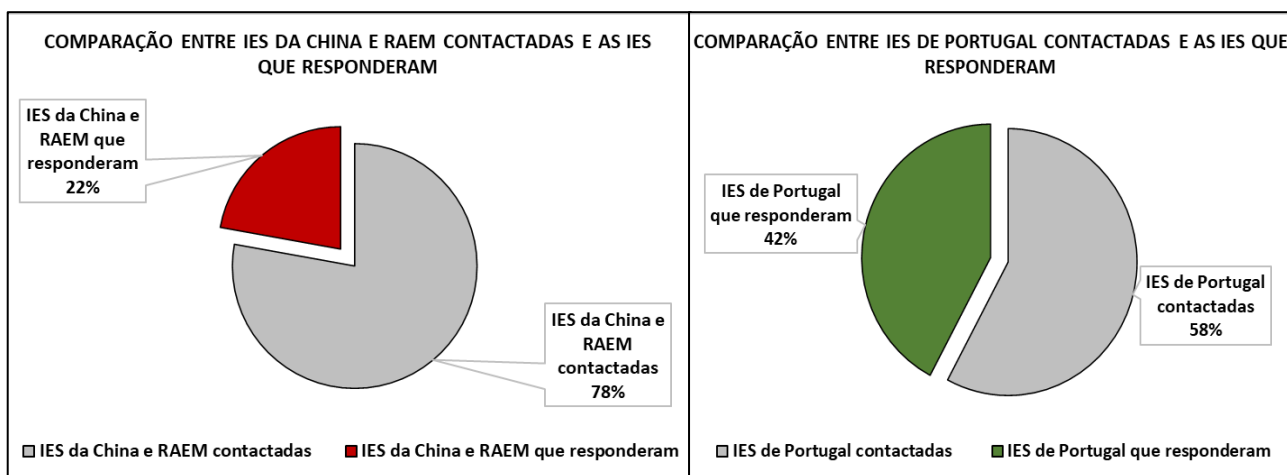 COMPARAÇÃO ENTRE IES DA CHINA E RAEM CONTACTADAS E AS IES
QUE RESPONDERAM
IES da China e
RAEM que
responderam
22%
IES da China e
RAEM
contactadas
78%
IES da China e RAEM contactadas
IES da China e RAEM que responderam
COMPARAÇÃO ENTRE IES DE PORTUGAL CONTACTADAS E AS IES QUE
RESPONDERAM
IES de Portugal
que responderam
42%
IES de Portugal
contactadas
58%
IES de Portugal contactadas
IES de Portugal que responderam